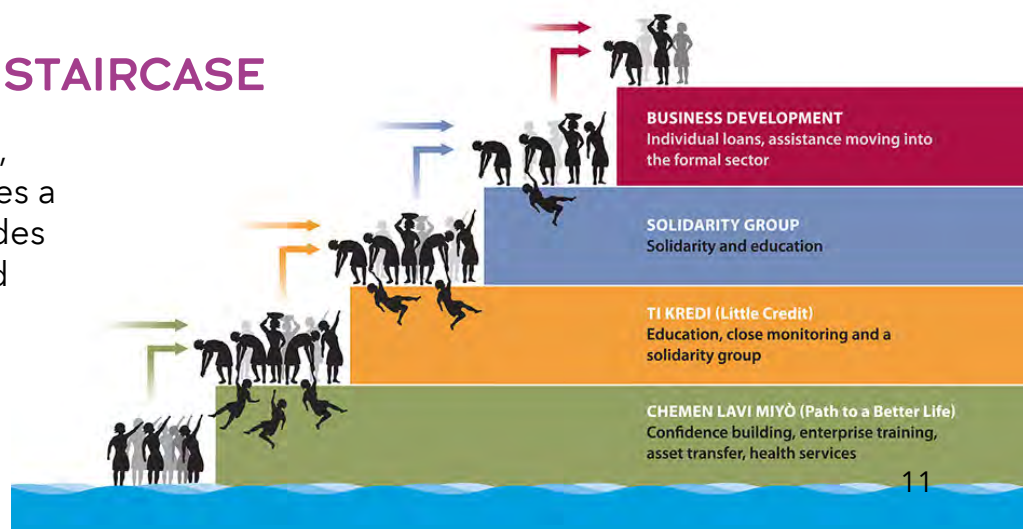 STAIRCASE
,
es a
des
d
BUSINESS DEVELOPMENT
Individual loans, assistance moving into
the formal sector
SOLIDARITY GROUP
Solidarity and education
TI KREDI (Little Credit)
Education, close monitoring and a
solidarity group
CHEMEN LAVI MIYÒ (Path to a Better Life)
Confidence building, enterprise training,
asset transfer, health services
11